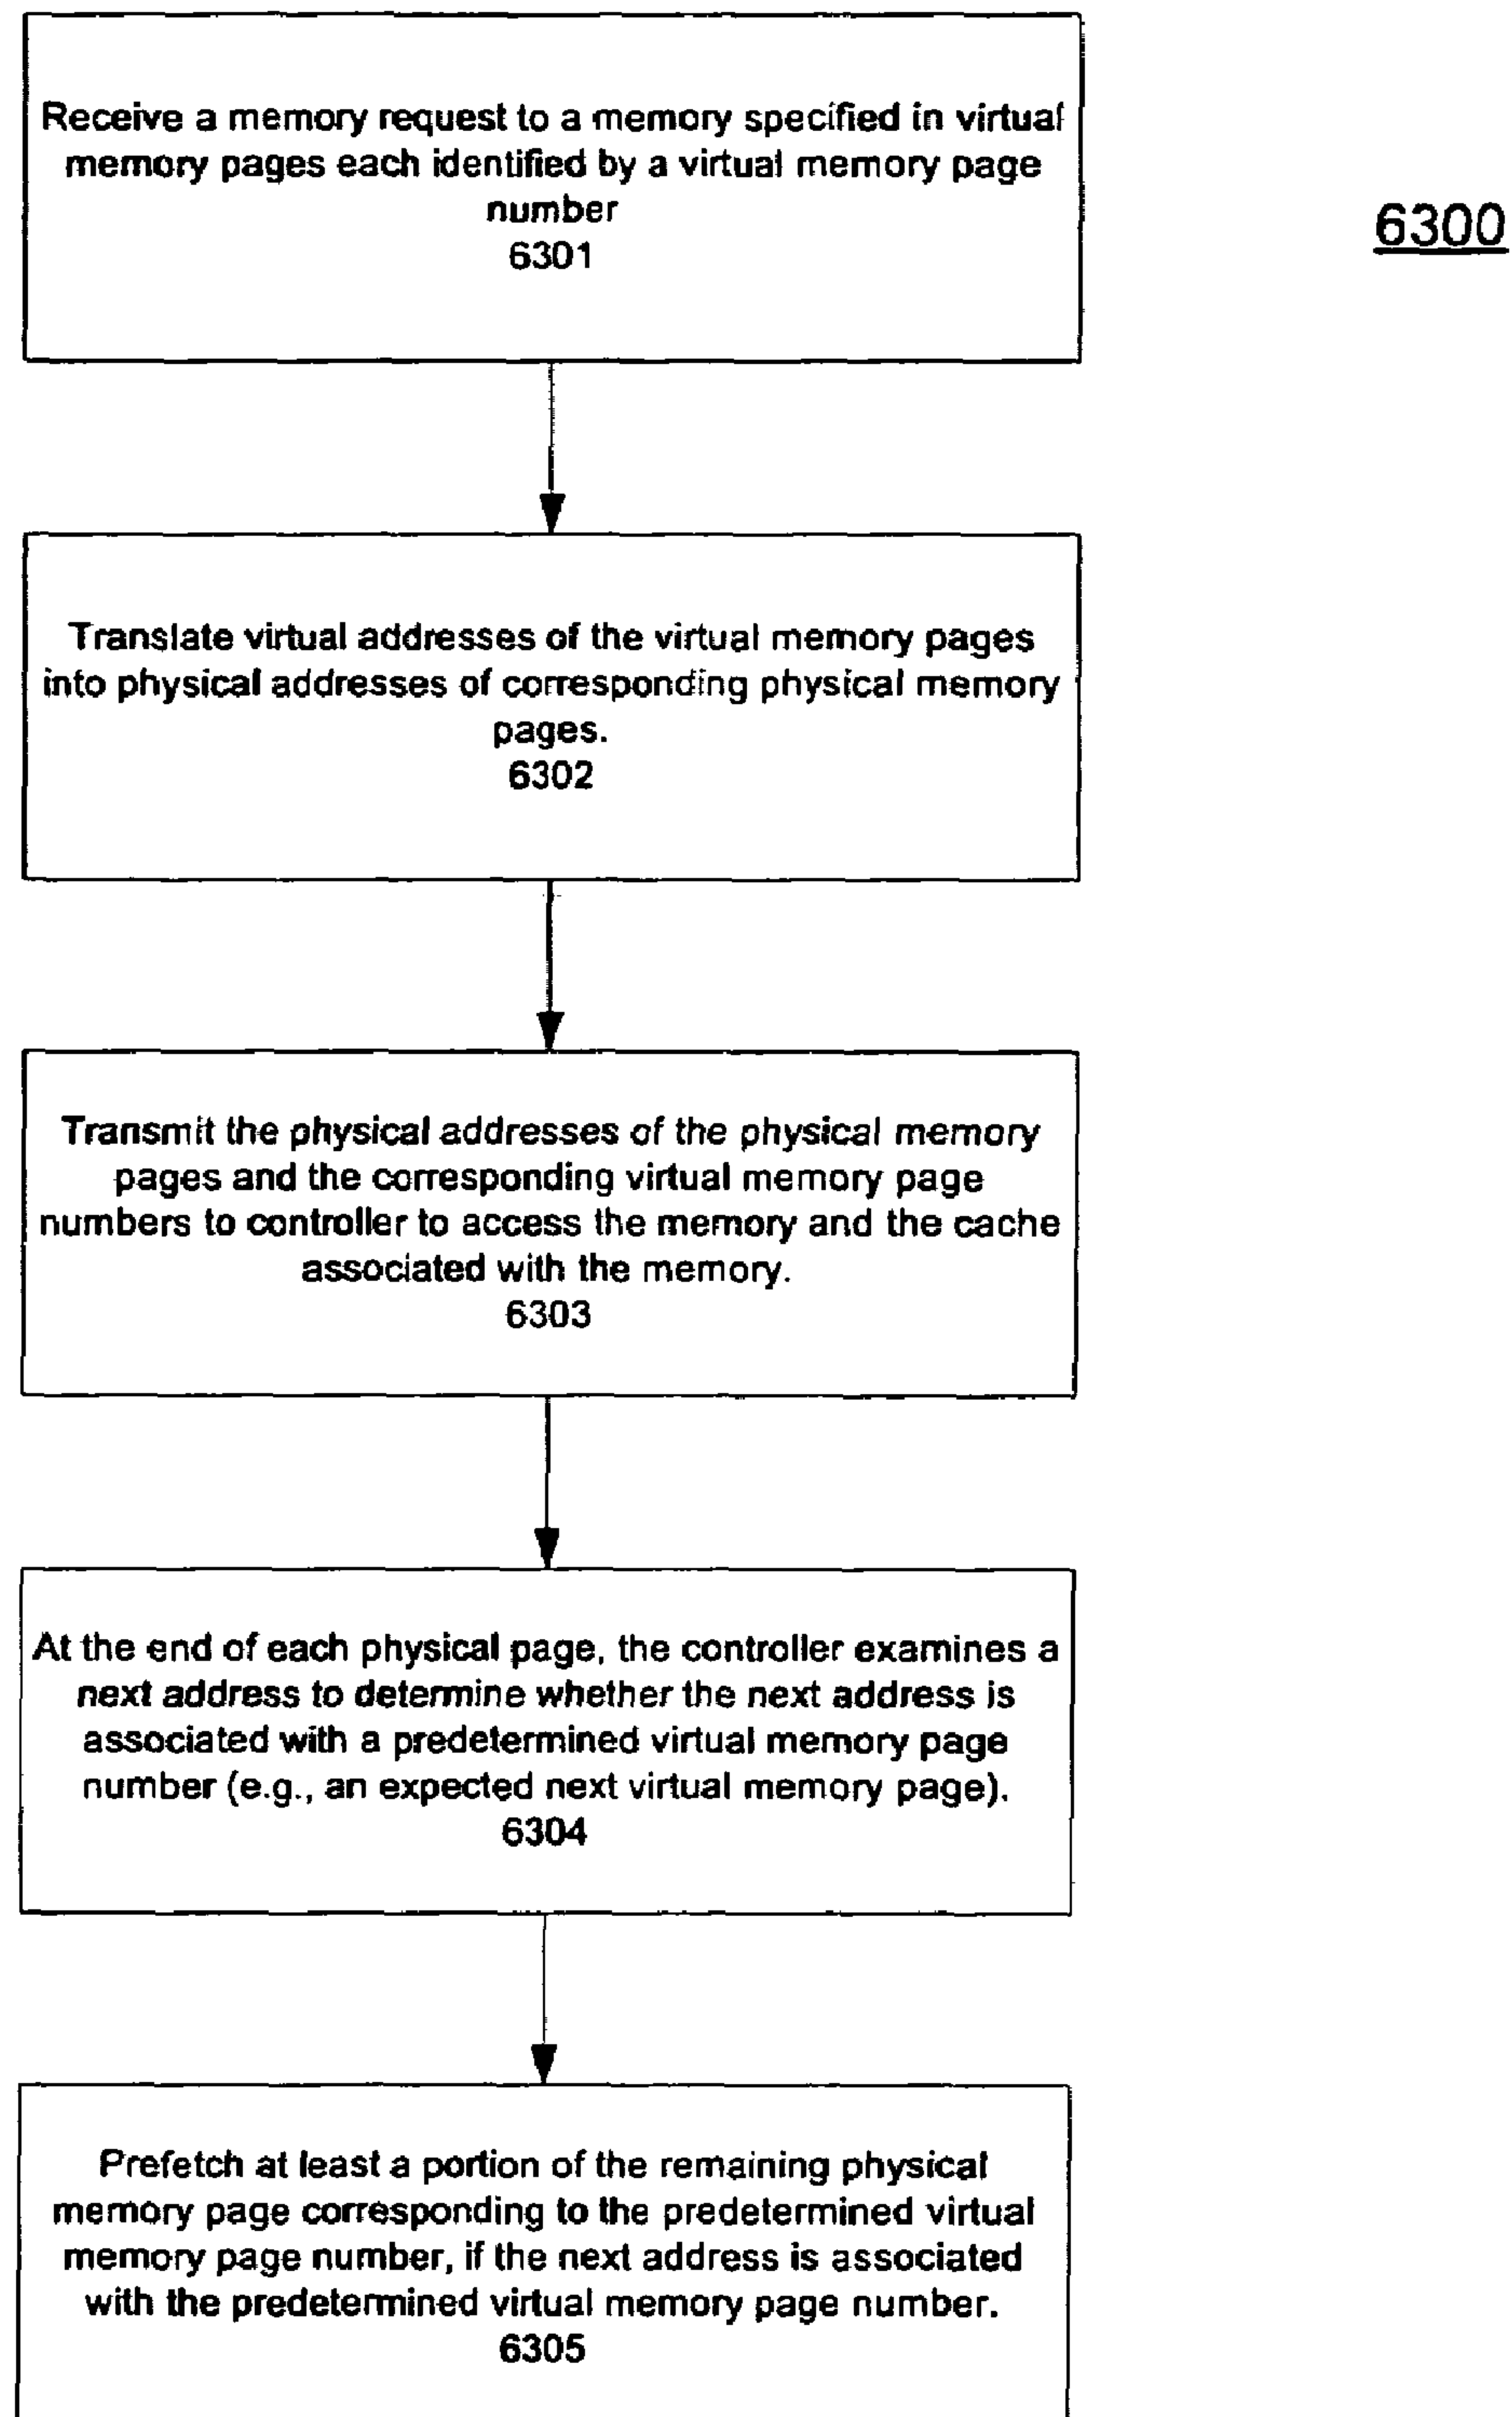 Receive a memory request to a memory specified in virtual
memory pages each identified by a virtual memory page
number
6301
6300
Translate virtual addresses of the virtual memory pages
into physical addresses of corresponding physical memory
pages.
6302
Transmit the physical addresses of the physical memory
pages and the corresponding virtual memory page
numbers to controller to access the memory and the cache
associated with the memory.
6303
At the end of each physical page, the controller examines a
next address to determine whether the next address is
associated with a predetermined virtual memory page
number (e.g., an expected next virtual memory page).
6304
Prefetch at least a portion of the remaining physical
memory page corresponding to the predetermined virtual
memory page number, if the next address is associated
with the predetermined virtual memory page number.
6305